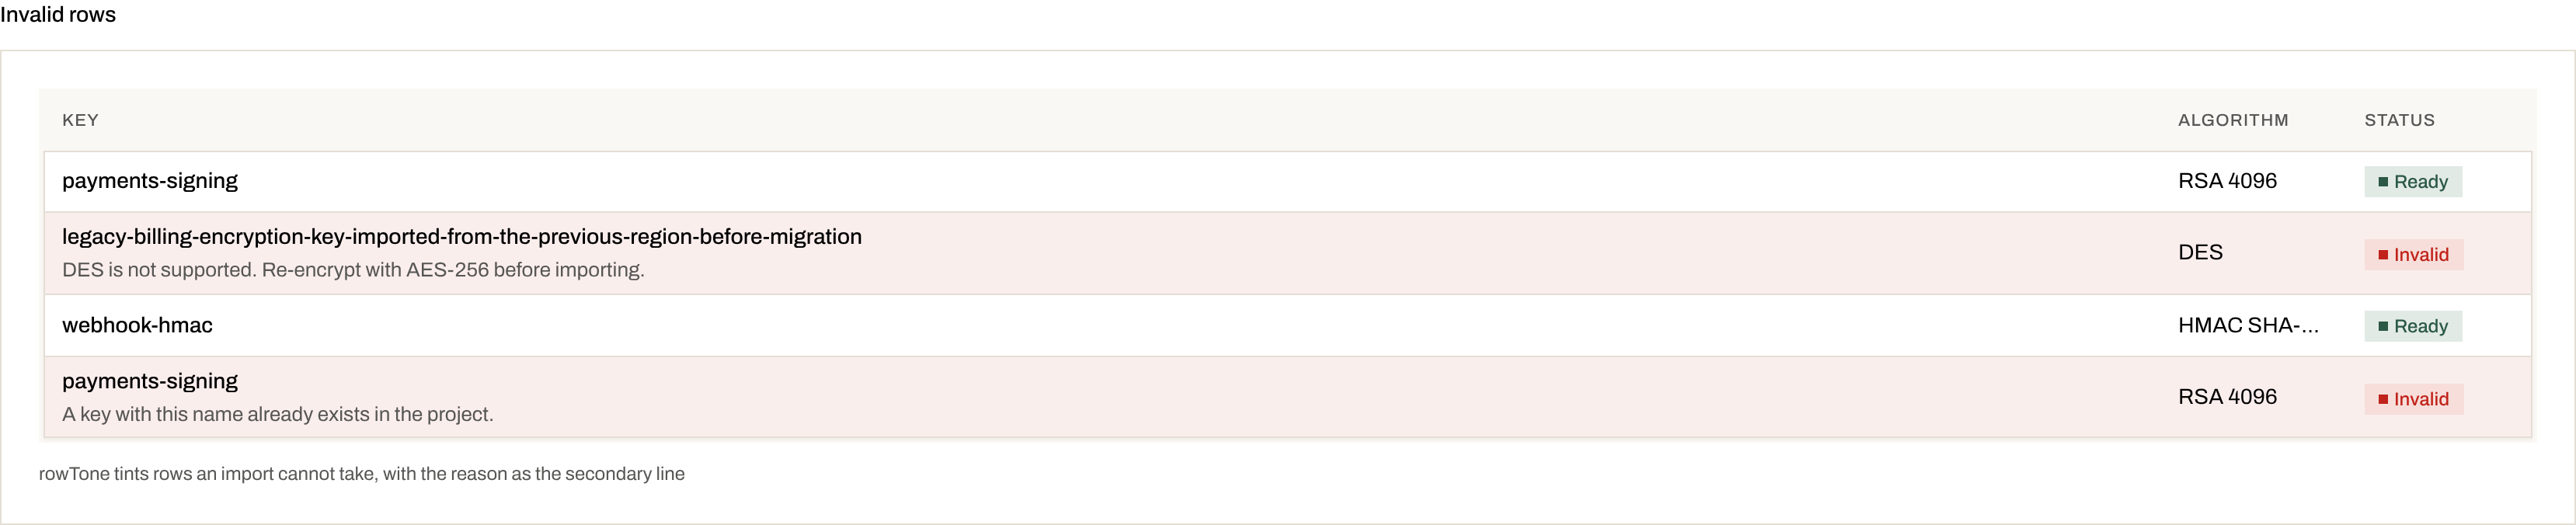 Invalid rows
KEY ALGORITHM STATUS
payments-signing RSA 4096 Ready
legacy-billing-encryption-key-imported-from-the-previous-region-before-migration
DES is not supported. Re-encrypt with AES-256 before importing.
DES Invalid
webhook-hmac HMAC SHA-... Ready
payments-signing
A key with this name already exists in the project.
RSA 4096 Invalid
rowTone tints rows an import cannot take, with the reason as the secondary line